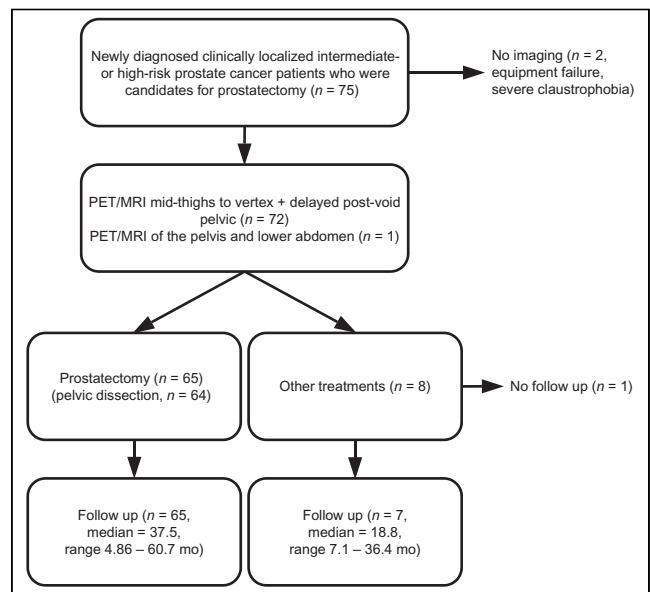 Newly diagnosed clinically localized intermediate-
or high-risk prostate cancer patients who were
candidates for prostatectomy (n = 75)
No imaging (n = 2,
equipment failure,
severe claustrophobia)
PET/MRI mid-thighs to vertex + delayed post-void
pelvic (n = 72)
PET/MRI of the pelvis and lower abdomen (n = 1)
Prostatectomy (n = 65)
(pelvic dissection, n = 64)
Other treatments (n = 8)
No follow up (n = 1)
Follow up (n = 65,
median = 37.5,
range 4.86 – 60.7 mo)
Follow up (n = 7,
median = 18.8,
range 7.1 – 36.4 mo)